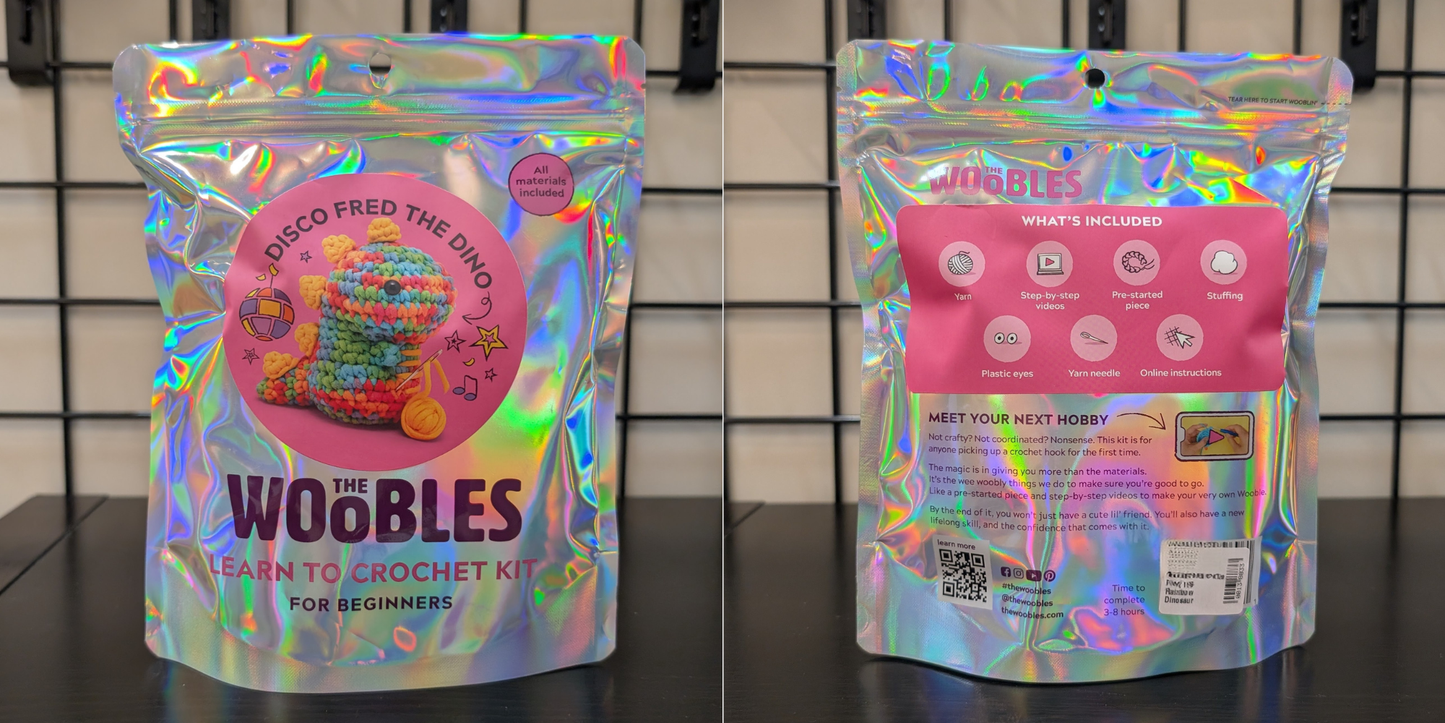 All
materials
included
DISCO FRED THE DINO
THE
WOOBLES
LEARN TO CROCHET KIT
FOR BEGINNERS
TEAR HERE TO START WOOBLIN'
THE
WOOBLES
WHAT'S INCLUDED
Yarn
Step-by-step
videos
Pre-started
piece
Stuffing
Plastic eyes
Yarn needle
Online instructions
MEET YOUR NEXT HOBBY
Not crafty? Not coordinated? Nonsense. This kit is for
anyone picking up a crochet hook for the first time.
The magic is in giving you more than the materials.
It's the wee woobly things we do to make sure you're good to go.
Like a pre-started piece and step-by-step videos to make your very own Wooble.
By the end of it, you won't just have a cute lil' friend. You'll also have a new
lifelong skill, and the confidence that comes with it.
learn more
#thewoobles
@thewoobles
thewoobles.com
Time to
complete
3-8 hours
Dinosaur